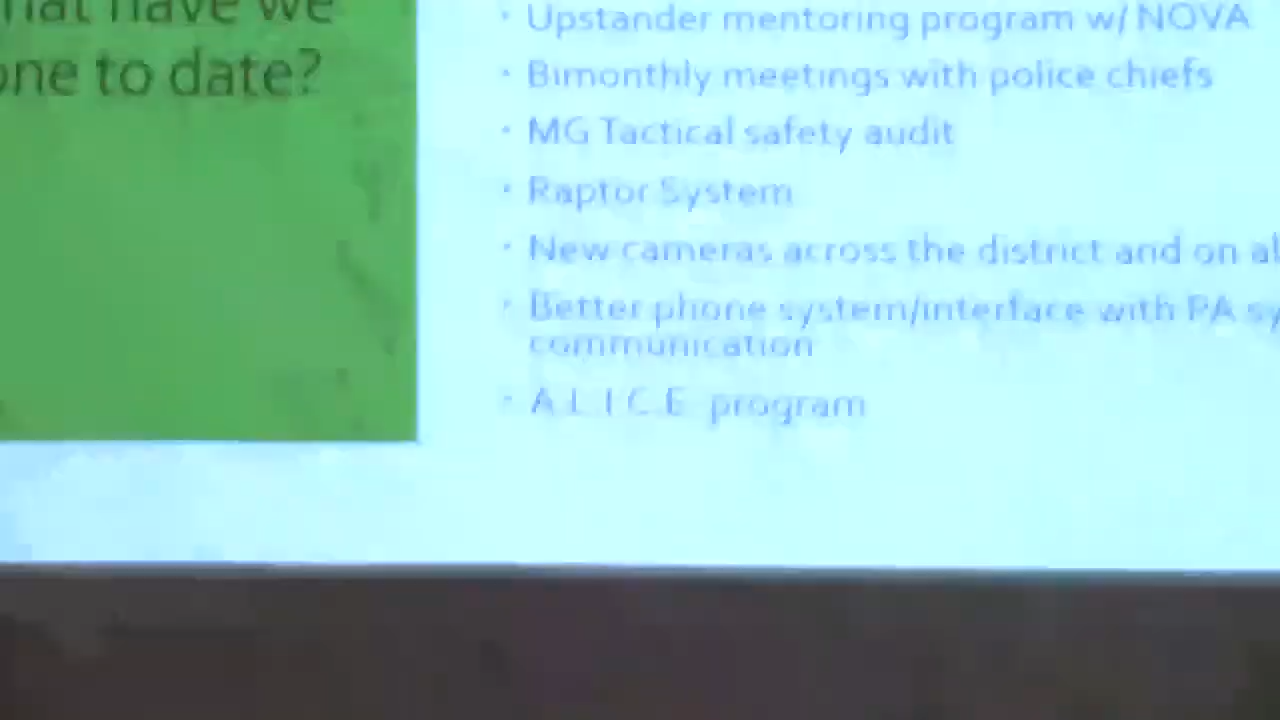 have we
one to date?
· Upstander mentoring program w/ NOVA
· Bimonthly meetings with police chiefs
· MG Tactical safety audit
· Raptor System
· New cameras across the district and on al
· Better phone system/interface with PA sy
communication
· A.L.I.C.E. program